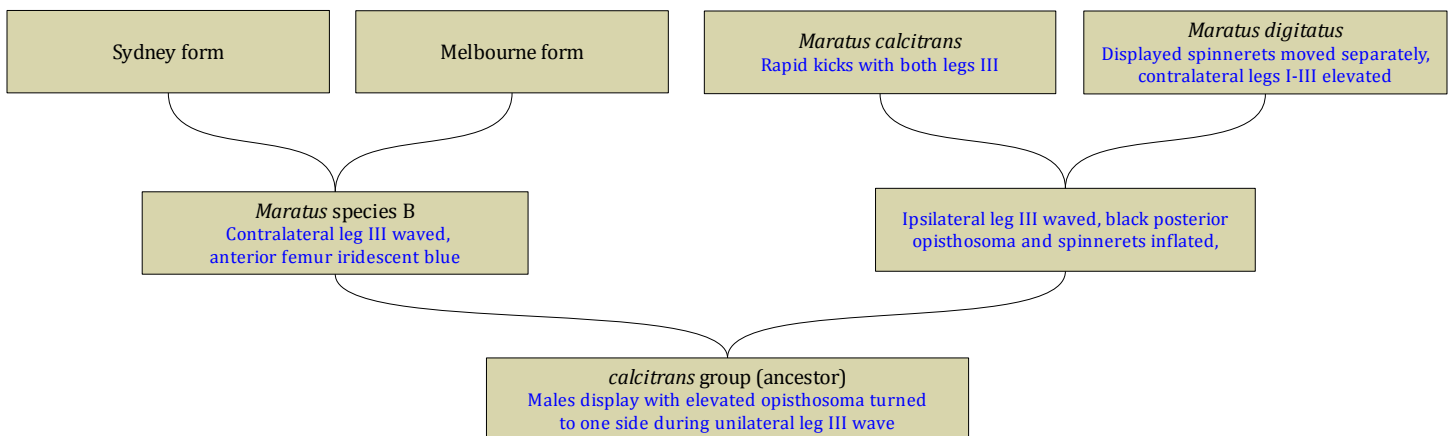 Sydney form
Melbourne form
Maratus calcitrans
Rapid kicks with both legs III
Maratus digitatus
Displayed spinnerets moved separately,
contralateral legs I-III elevated
Maratus species B
Contralateral leg III waved,
anterior femur iridescent blue
Ipsilateral leg III waved, black posterior
opisthosoma and spinnerets inflated,
calcitrans group (ancestor)
Males display with elevated opisthosoma turned
to one side during unilateral leg III wave